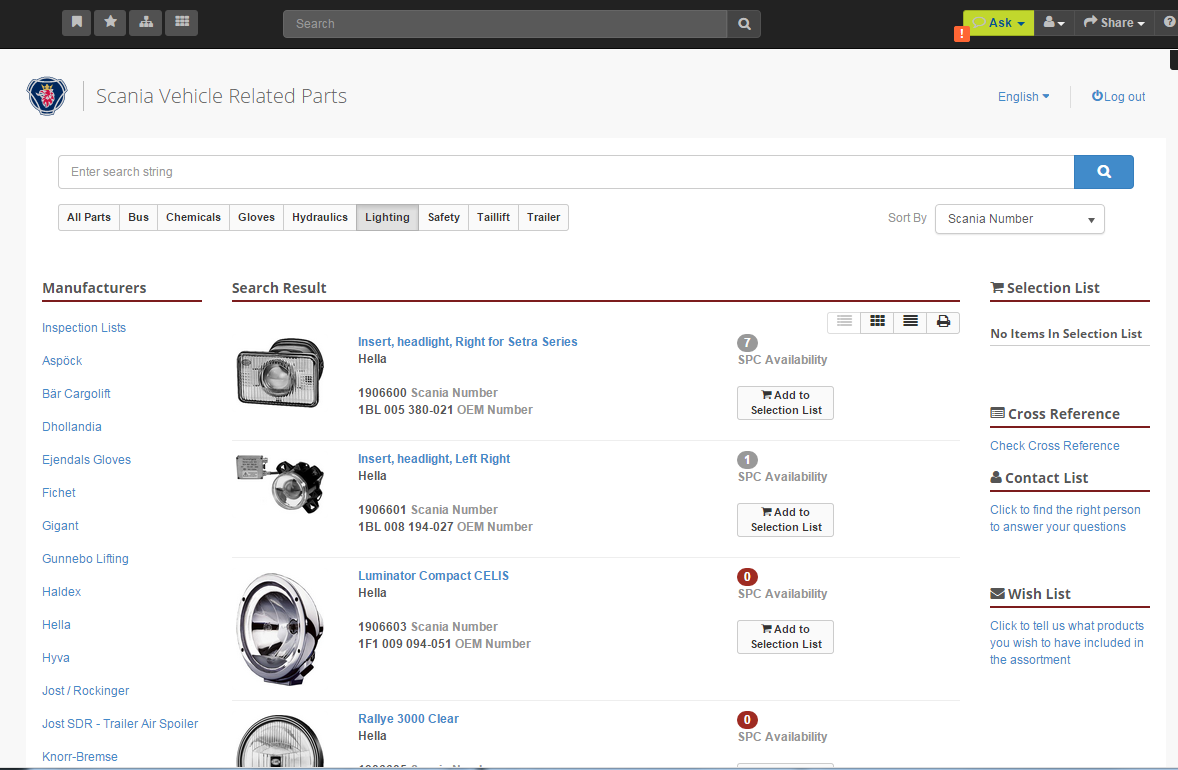 Search
!
Ask
Share
?
Scania Vehicle Related Parts
English
Log out
Enter search string
All Parts
Bus
Chemicals
Gloves
Hydraulics
Lighting
Safety
Taillift
Trailer
Sort By
Scania Number
Manufacturers
Inspection Lists
Aspöck
Bär Cargolift
Dhollandia
Ejendals Gloves
Fichet
Gigant
Gunnebo Lifting
Haldex
Hella
Hyva
Jost / Rockinger
Jost SDR - Trailer Air Spoiler
Knorr-Bremse
Search Result
Insert, headlight, Right for Setra Series
Hella
1906600 Scania Number
1BL 005 380-021 OEM Number
7
SPC Availability
Add to
Selection List
Insert, headlight, Left Right
Hella
1906601 Scania Number
1BL 008 194-027 OEM Number
1
SPC Availability
Add to
Selection List
Luminator Compact CELIS
Hella
1906603 Scania Number
1F1 009 094-051 OEM Number
0
SPC Availability
Add to
Selection List
Rallye 3000 Clear
Hella
0
SPC Availability
Selection List
No Items In Selection List
Cross Reference
Check Cross Reference
Contact List
Click to find the right person
to answer your questions
Wish List
Click to tell us what products
you wish to have included in
the assortment